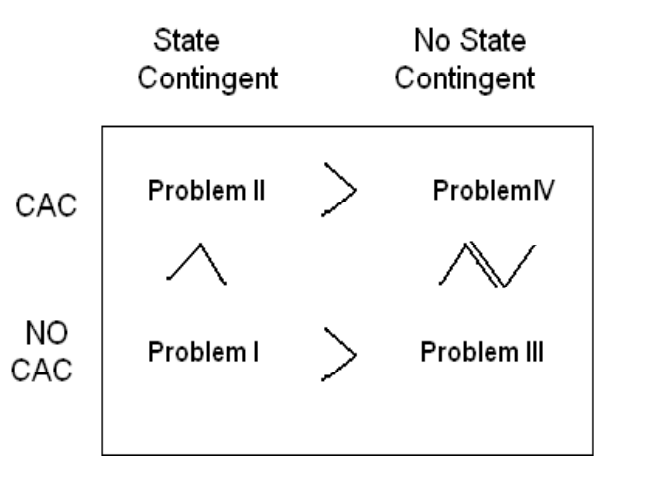 State No State
Contingent Contingent
CAC Problem II > ProblemIV
NO
CAC Problem I > Problem III